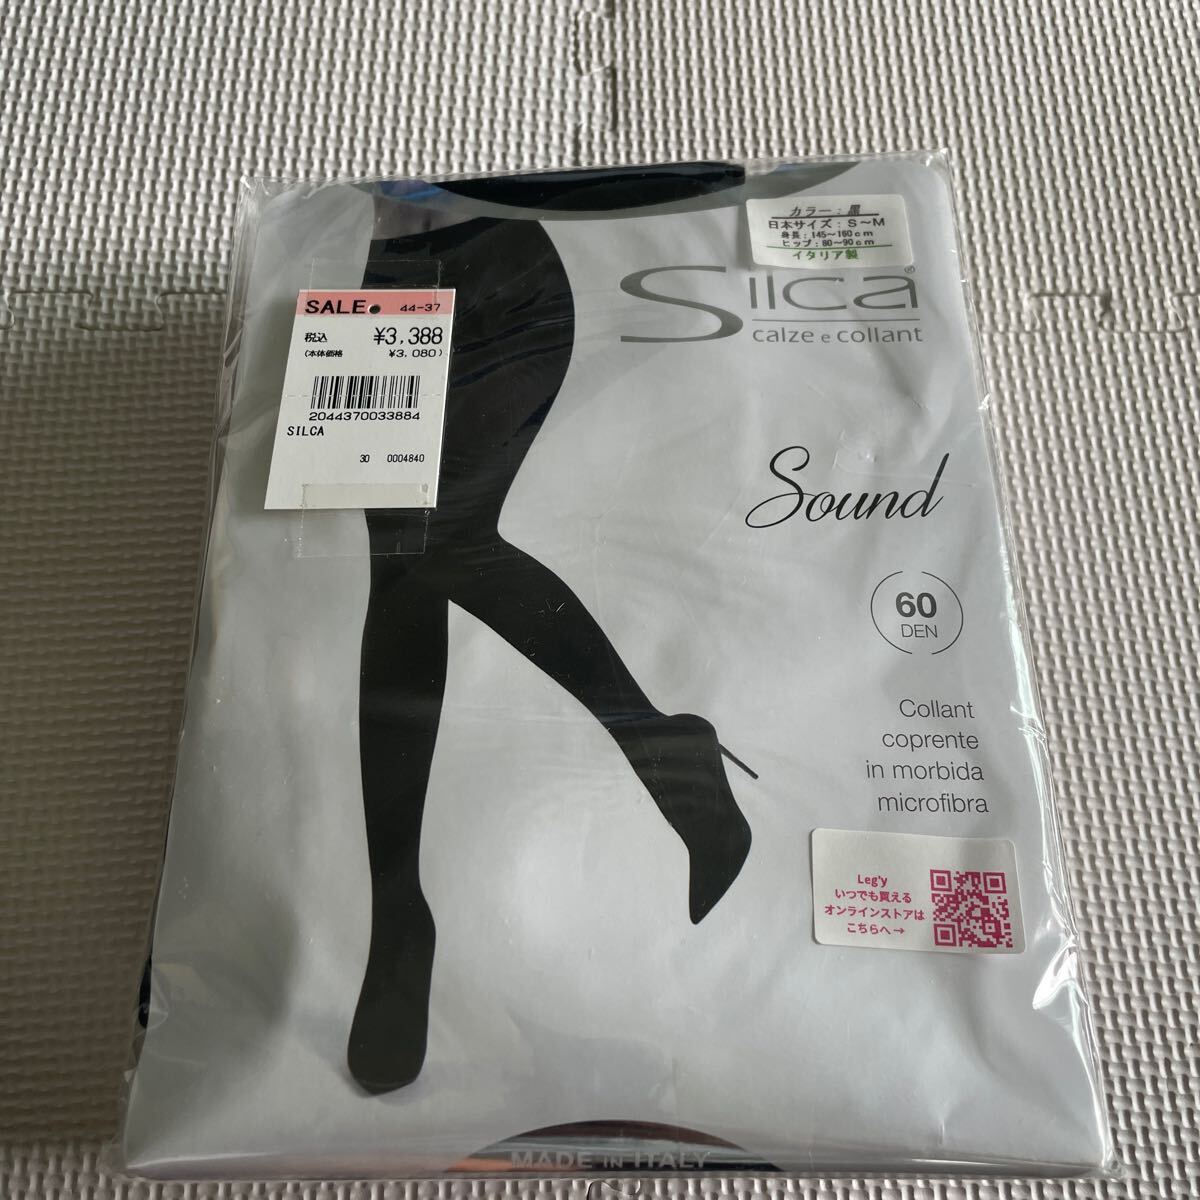 カラー：黒
日本サイズ：S～M
身長：145～160cm
ヒップ：80～90cm
イタリア製
Silca®
calze e collant
SALE 44-37
税込 ¥3,388
(本体価格 ¥3,080)
2044370033884
SILCA
30 0004840
Sound
60
DEN
Collant
coprente
in morbida
microfibra
Leg'y
いつでも買える
オンラインストアは
こちらへ→
MADE IN ITALY